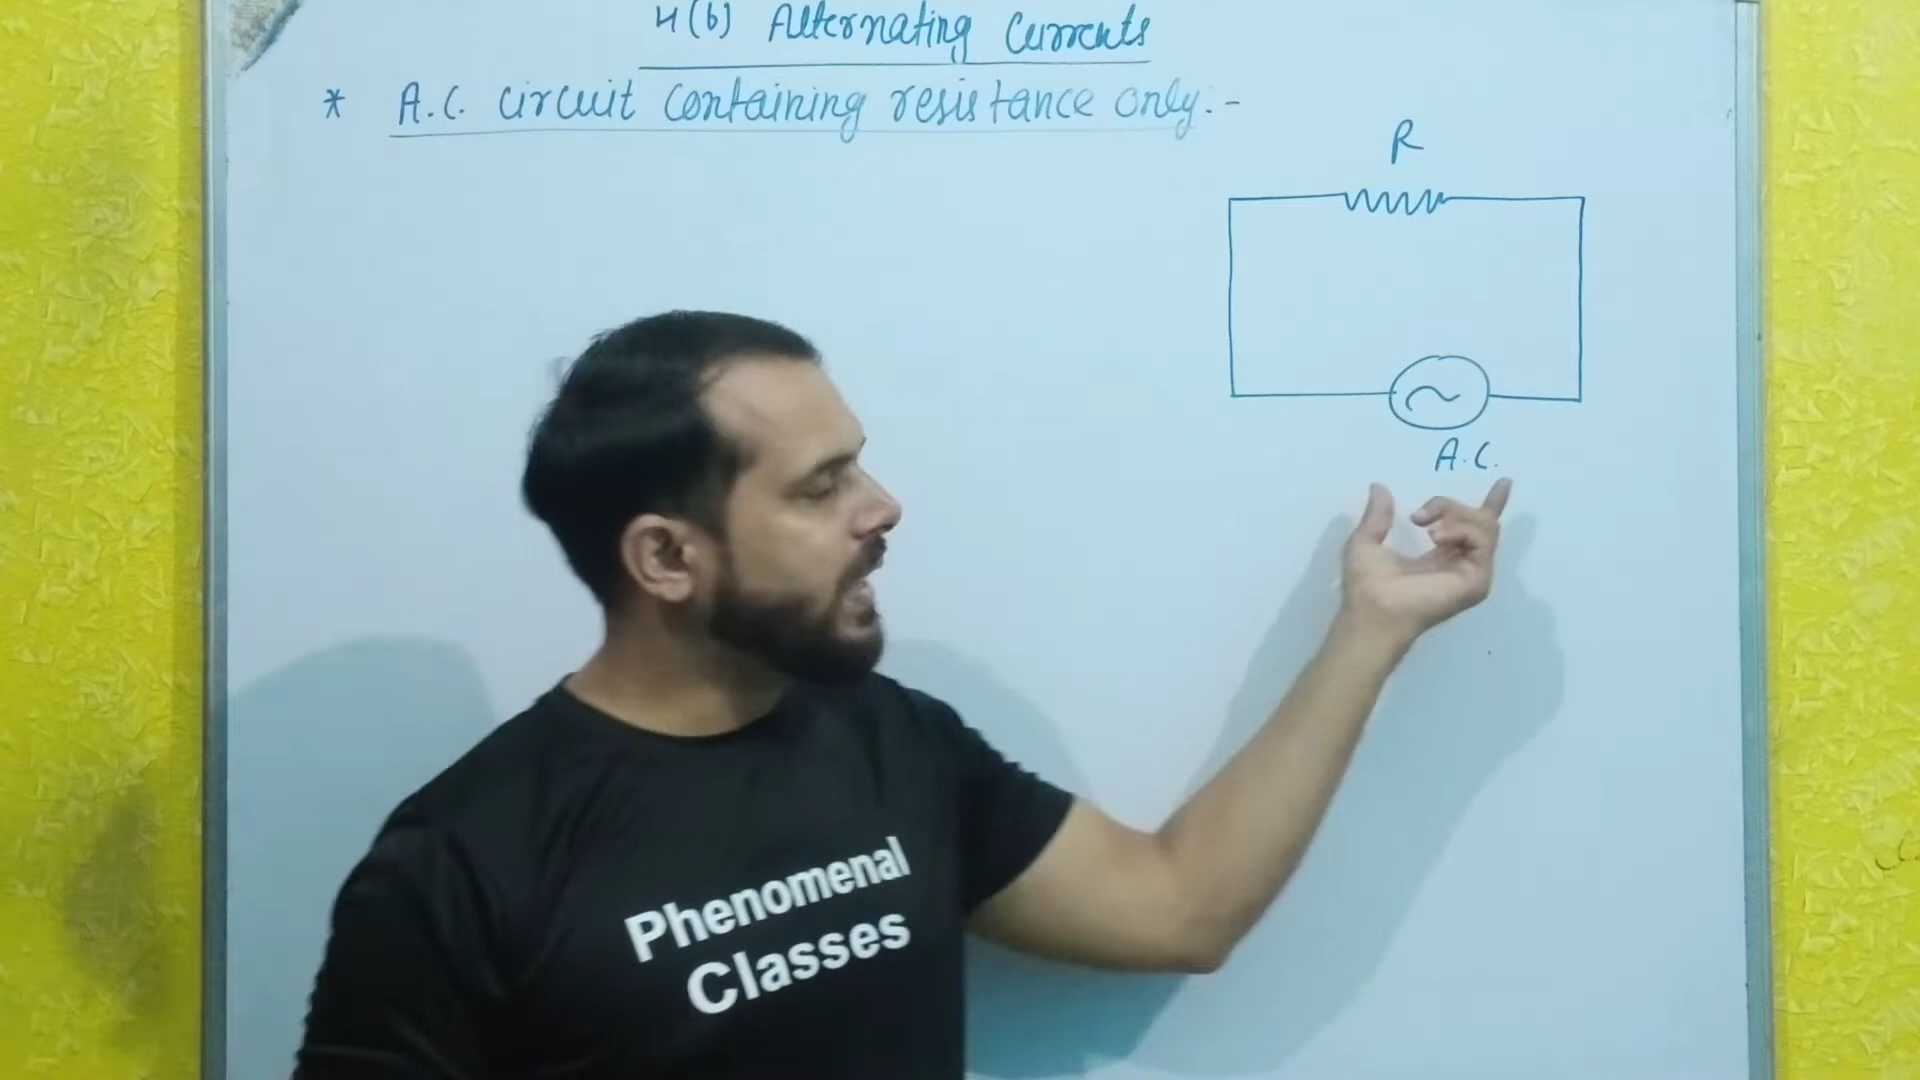 4(b) Alternating Currents
* A.C. circuit containing resistance only:-
R
A.C.
Phenomenal
Classes